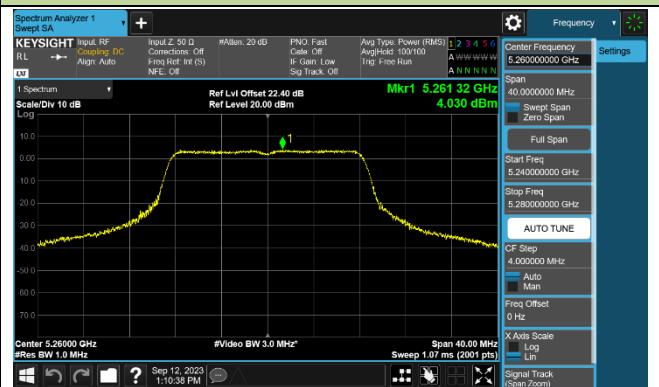 Spectrum Analyzer 1
Swept SA
Frequency
KEYSIGHT
RL
LXI
Input: RF
Coupling: DC
Align: Auto
Input Z: 50 Ω
Corrections: Off
Freq Ref: Int (S)
NFE: Off
#Atten: 20 dB
PNO: Fast
Gate: Off
IF Gain: Low
Sig Track: Off
Avg Type: Power (RMS)
Avg|Hold: 100/100
Trig: Free Run
1 2 3 4 5 6
A W W W W W
A N N N N N
1 Spectrum
Scale/Div 10 dB
Log
Ref Lvl Offset 22.40 dB
Ref Level 20.00 dBm
Mkr1 5.261 32 GHz
4.030 dBm
1
10.0
0.00
-10.0
-20.0
-30.0
-40.0
-50.0
-60.0
-70.0
Center 5.26000 GHz
#Res BW 1.0 MHz
#Video BW 3.0 MHz*
Span 40.00 MHz
Sweep 1.07 ms (2001 pts)
Sep 12, 2023
1:10:38 PM
?
Center Frequency
5.260000000 GHz
Settings
Span
40.0000000 MHz
Swept Span
Zero Span
Full Span
Start Freq
5.240000000 GHz
Stop Freq
5.280000000 GHz
AUTO TUNE
CF Step
4.000000 MHz
Auto
Man
Freq Offset
0 Hz
X Axis Scale
Log
Lin
Signal Track
(Span Zoom)